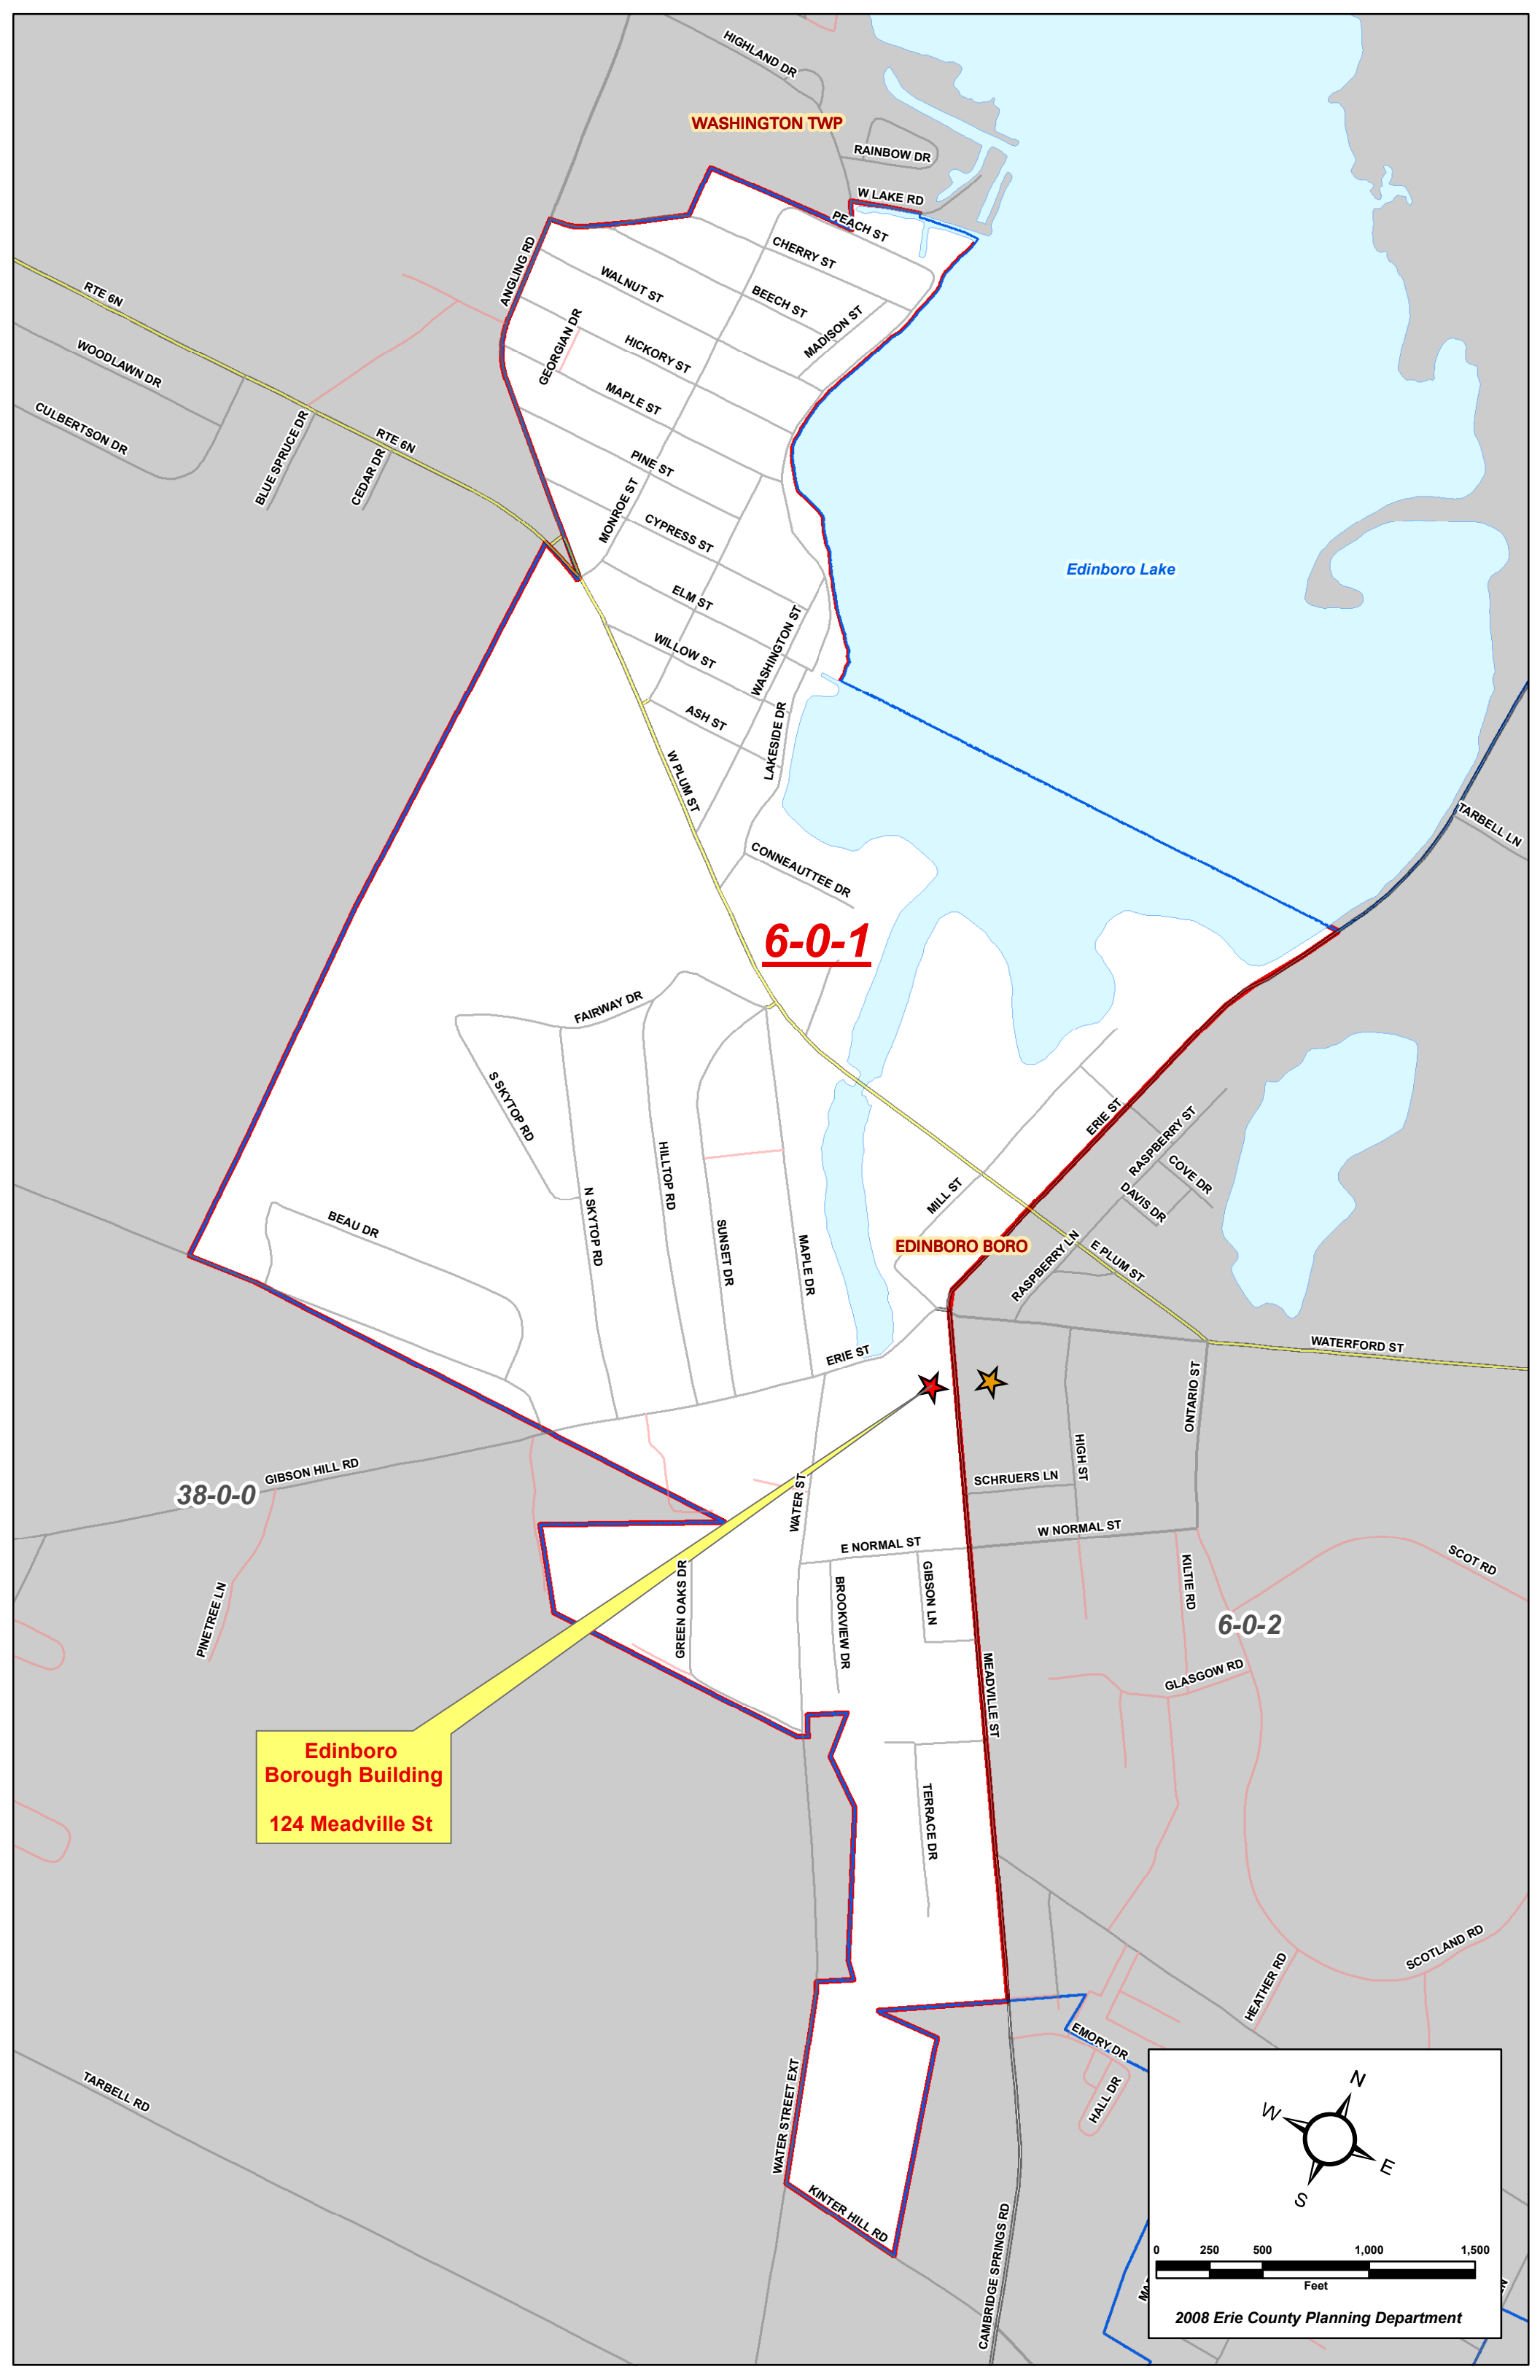 HIGHLAND DR
WASHINGTON TWP
RAINBOW DR
W LAKE RD
PEACH ST
CHERRY ST
ANGLING RD
WALNUT ST
BEECH ST
MADISON ST
RTE 6N
GEORGIAN DR
HICKORY ST
WOODLAWN DR
MAPLE ST
CULBERTSON DR
BLUE SPRUCE DR
RTE 6N
CEDAR DR
PINE ST
MONROE ST
CYPRESS ST
Edinboro Lake
ELM ST
WASHINGTON ST
WILLOW ST
ASH ST
LAKESIDE DR
W PLUM ST
TARBELL LN
CONNEAUTTEE DR
6-0-1
FAIRWAY DR
S SKYTOP RD
ERIE ST
RASPBERRY ST
HILLTOP RD
COVE DR
DAVIS DR
MILL ST
N SKYTOP RD
BEAU DR
SUNSET DR
MAPLE DR
EDINBORO BORO
RASPBERRY LN
E PLUM ST
WATERFORD ST
ERIE ST
ONTARIO ST
HIGH ST
GIBSON HILL RD
38-0-0
SCHRUERS LN
WATER ST
W NORMAL ST
E NORMAL ST
SCOT RD
GIBSON LN
KILTIE RD
GREEN OAKS DR
BROOKVIEW DR
PINETREE LN
6-0-2
GLASGOW RD
MEADVILLE ST
Edinboro
Borough Building
124 Meadville St
TERRACE DR
SCOTLAND RD
HEATHER RD
EMORY DR
HALL DR
TARBELL RD
WATER STREET EXT
KINTER HILL RD
CAMBRIDGE SPRINGS RD
N
W
E
S
0 250 500 1,000 1,500
Feet
2008 Erie County Planning Department